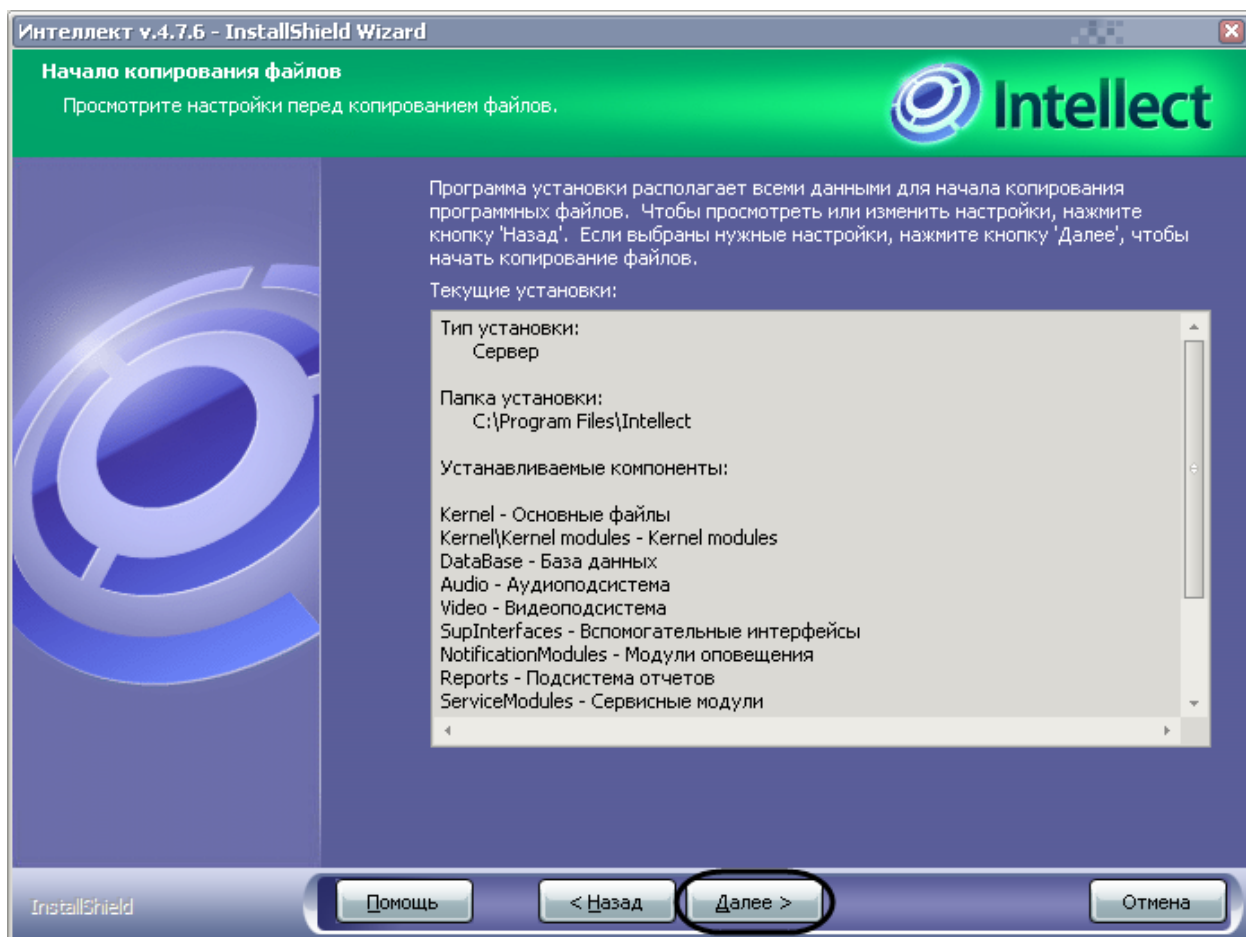 Интеллект v.4.7.6 - InstallShield Wizard
Начало копирования файлов
Просмотрите настройки перед копированием файлов.
Intellect
Программа установки располагает всеми данными для начала копирования
программных файлов. Чтобы просмотреть или изменить настройки, нажмите
кнопку 'Назад'. Если выбраны нужные настройки, нажмите кнопку 'Далее', чтобы
начать копирование файлов.
Текущие установки:
Тип установки:
Сервер
Папка установки:
C:\Program Files\Intellect
Устанавливаемые компоненты:
Kernel - Основные файлы
Kernel\Kernel modules - Kernel modules
DataBase - База данных
Audio - Аудиоподсистема
Video - Видеоподсистема
SupInterfaces - Вспомогательные интерфейсы
NotificationModules - Модули оповещения
Reports - Подсистема отчетов
ServiceModules - Сервисные модули
InstallShield
Помощь
< Назад
Далее >
Отмена